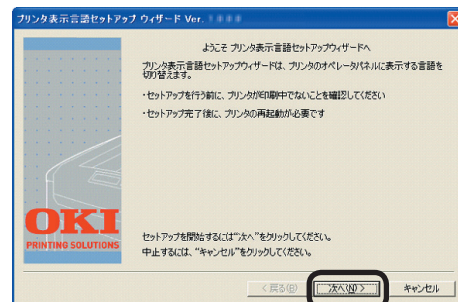 プリンタ表示言語セットアップ ウィザード Ver.
ようこそ プリンタ表示言語セットアップウィザードへ
プリンタ表示言語セットアップウィザードは、プリンタのオペレータパネルに表示する言語を
切り替えます。
・セットアップを行う前に、プリンタが印刷中でないことを確認してください
・セットアップ完了後に、プリンタの再起動が必要です
OKI
PRINTING SOLUTIONS
セットアップを開始するには"次へ"をクリックしてください。
中止するには、"キャンセル"をクリックしてください。
< 戻る(B) 次へ(N) > キャンセル